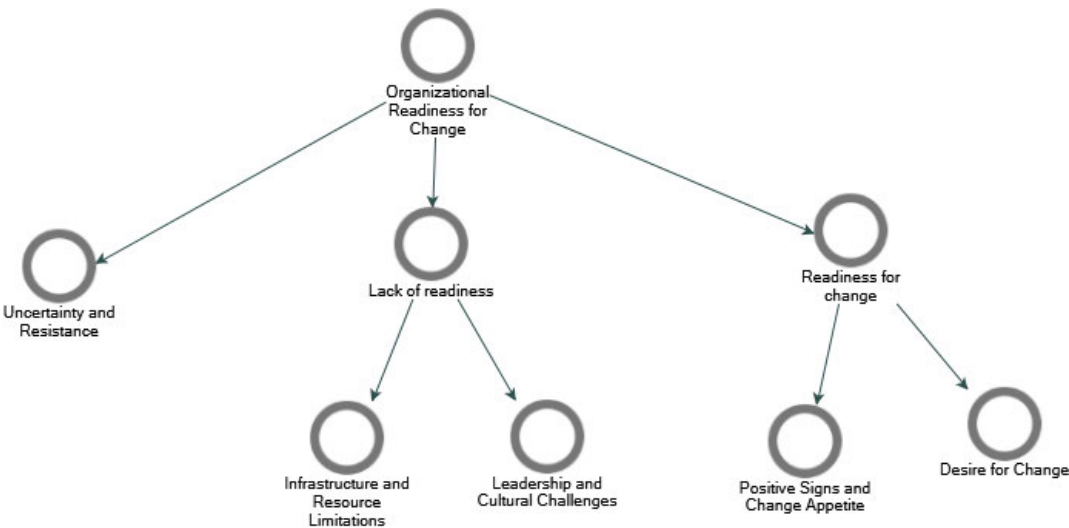 Organizational
Readiness for
Change
Uncertainty and
Resistance
Lack of readiness
Readiness for
change
Infrastructure and
Resource
Limitations
Leadership and
Cultural Challenges
Positive Signs and
Change Appetite
Desire for Change